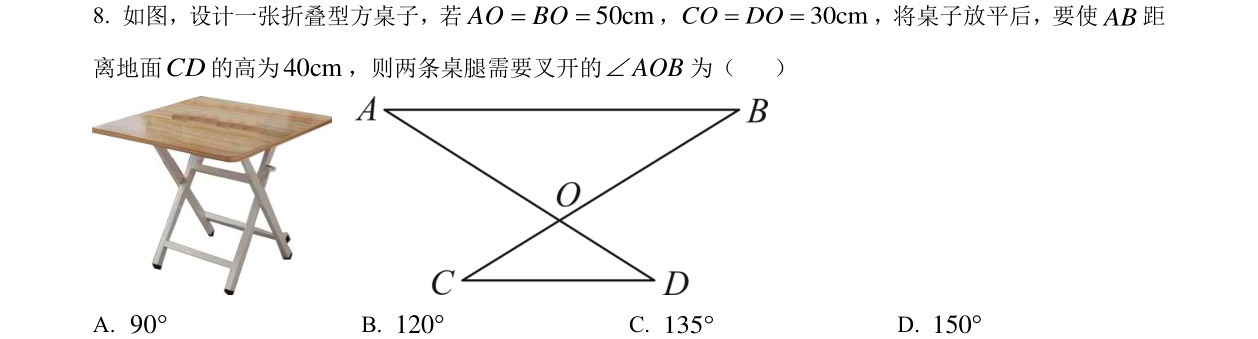 8. 如图，设计一张折叠型方桌子，若 AO = BO = 50cm，CO = DO = 30cm，将桌子放平后，要使 AB 距
离地面 CD 的高为 40cm，则两条桌腿需要叉开的∠AOB 为（　　）
A
B
O
C
D
A. 90° B. 120° C. 135° D. 150°